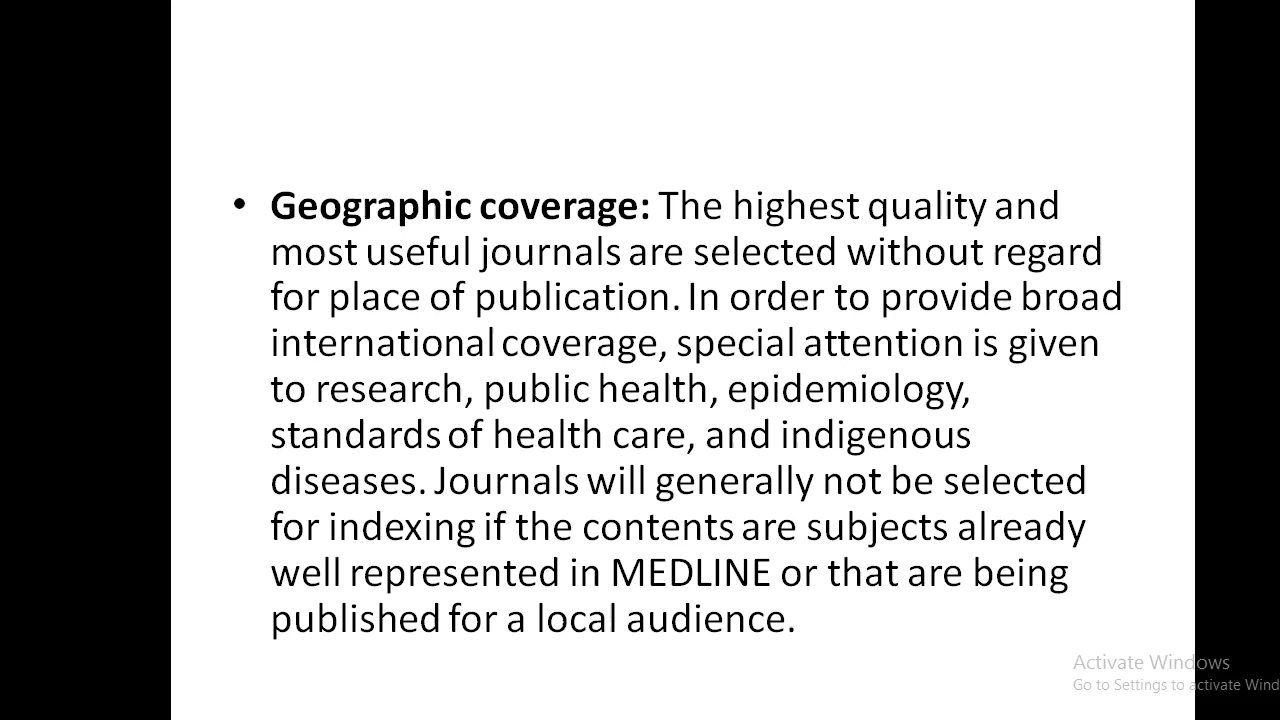 • Geographic coverage: The highest quality and
most useful journals are selected without regard
for place of publication. In order to provide broad
international coverage, special attention is given
to research, public health, epidemiology,
standards of health care, and indigenous
diseases. Journals will generally not be selected
for indexing if the contents are subjects already
well represented in MEDLINE or that are being
published for a local audience.
Activate Windows
Go to Settings to activate Wind